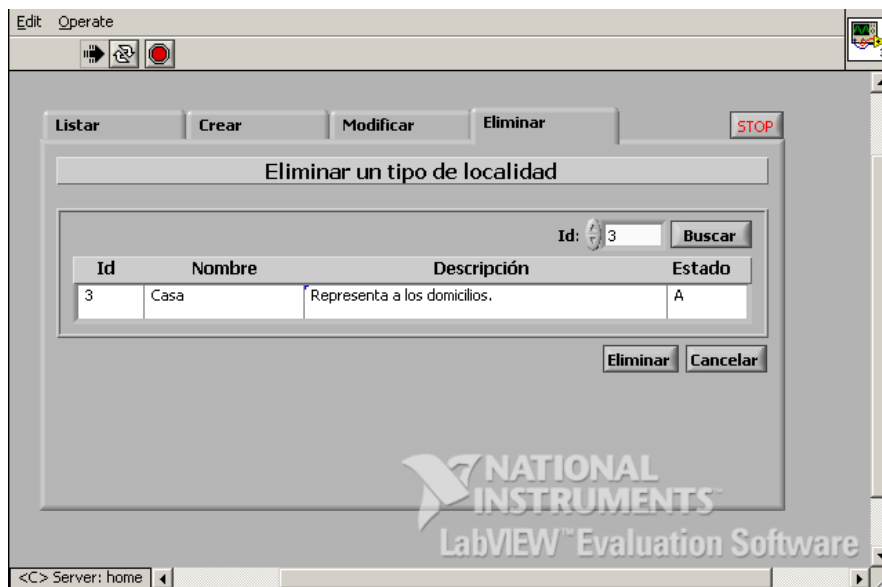 Edit Operate
Listar Crear Modificar Eliminar STOP
Eliminar un tipo de localidad
Id: 3 Buscar
Id Nombre Descripción Estado
3 Casa Representa a los domicilios. A
Eliminar Cancelar
NATIONAL
INSTRUMENTS
LabVIEW™ Evaluation Software
<C> Server: home